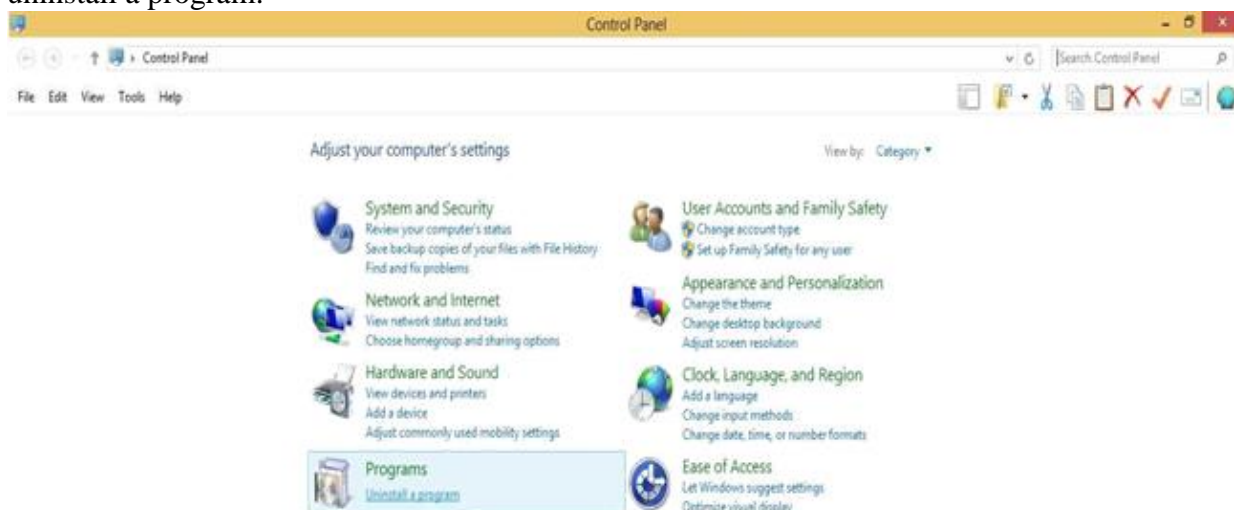 uninstall a program.
Control Panel
Control Panel
Search Control Panel
File Edit View Tools Help
Adjust your computer's settings
View by: Category
System and Security
Review your computer's status
Save backup copies of your files with File History
Find and fix problems
Network and Internet
View network status and tasks
Choose homegroup and sharing options
Hardware and Sound
View devices and printers
Add a device
Adjust commonly used mobility settings
Programs
Uninstall a program
User Accounts and Family Safety
Change account type
Set up Family Safety for any user
Appearance and Personalization
Change the theme
Change desktop background
Adjust screen resolution
Clock, Language, and Region
Add a language
Change input methods
Change date, time, or number formats
Ease of Access
Let Windows suggest settings
Optimize visual display